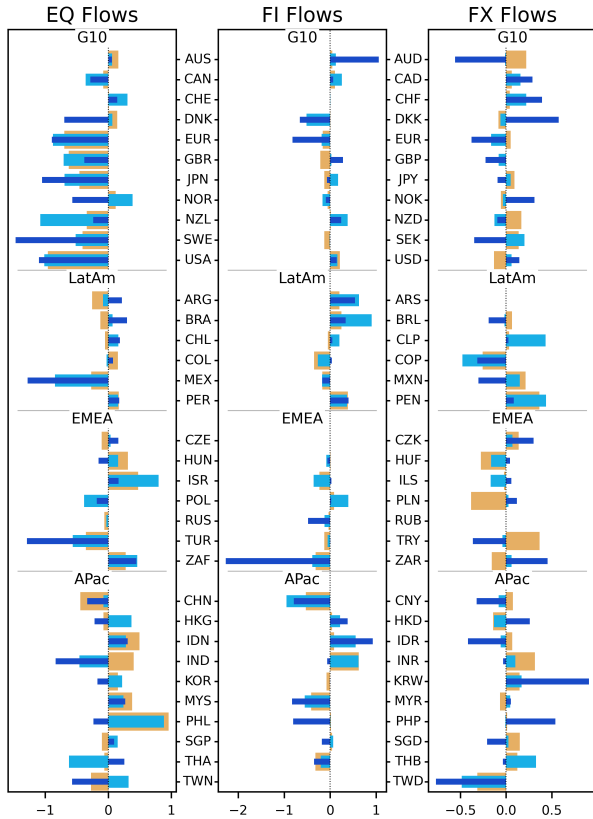 EQ Flows FI Flows FX Flows
G10 G10 G10
AUS AUD
CAN CAD
CHE CHF
DNK DKK
EUR EUR
GBR GBP
JPN JPY
NOR NOK
NZL NZD
SWE SEK
USA USD
LatAm LatAm LatAm
ARG ARS
BRA BRL
CHL CLP
COL COP
MEX MXN
PER PEN
EMEA EMEA EMEA
CZE CZK
HUN HUF
ISR ILS
POL PLN
RUS RUB
TUR TRY
ZAF ZAR
APac APac APac
CHN CNY
HKG HKD
IDN IDR
IND INR
KOR KRW
MYS MYR
PHL PHP
SGP SGD
THA THB
TWN TWD
−1 0 1 −2 −1 0 1 −0.5 0.0 0.5